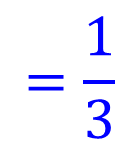 = 1/3